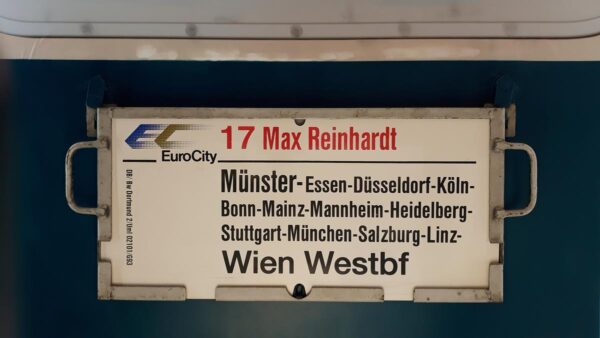 EC
EuroCity
17 Max Reinhardt
Münster-Essen-Düsseldorf-Köln-
Bonn-Mainz-Mannheim-Heidelberg-
Stuttgart-München-Salzburg-Linz-
Wien Westbf